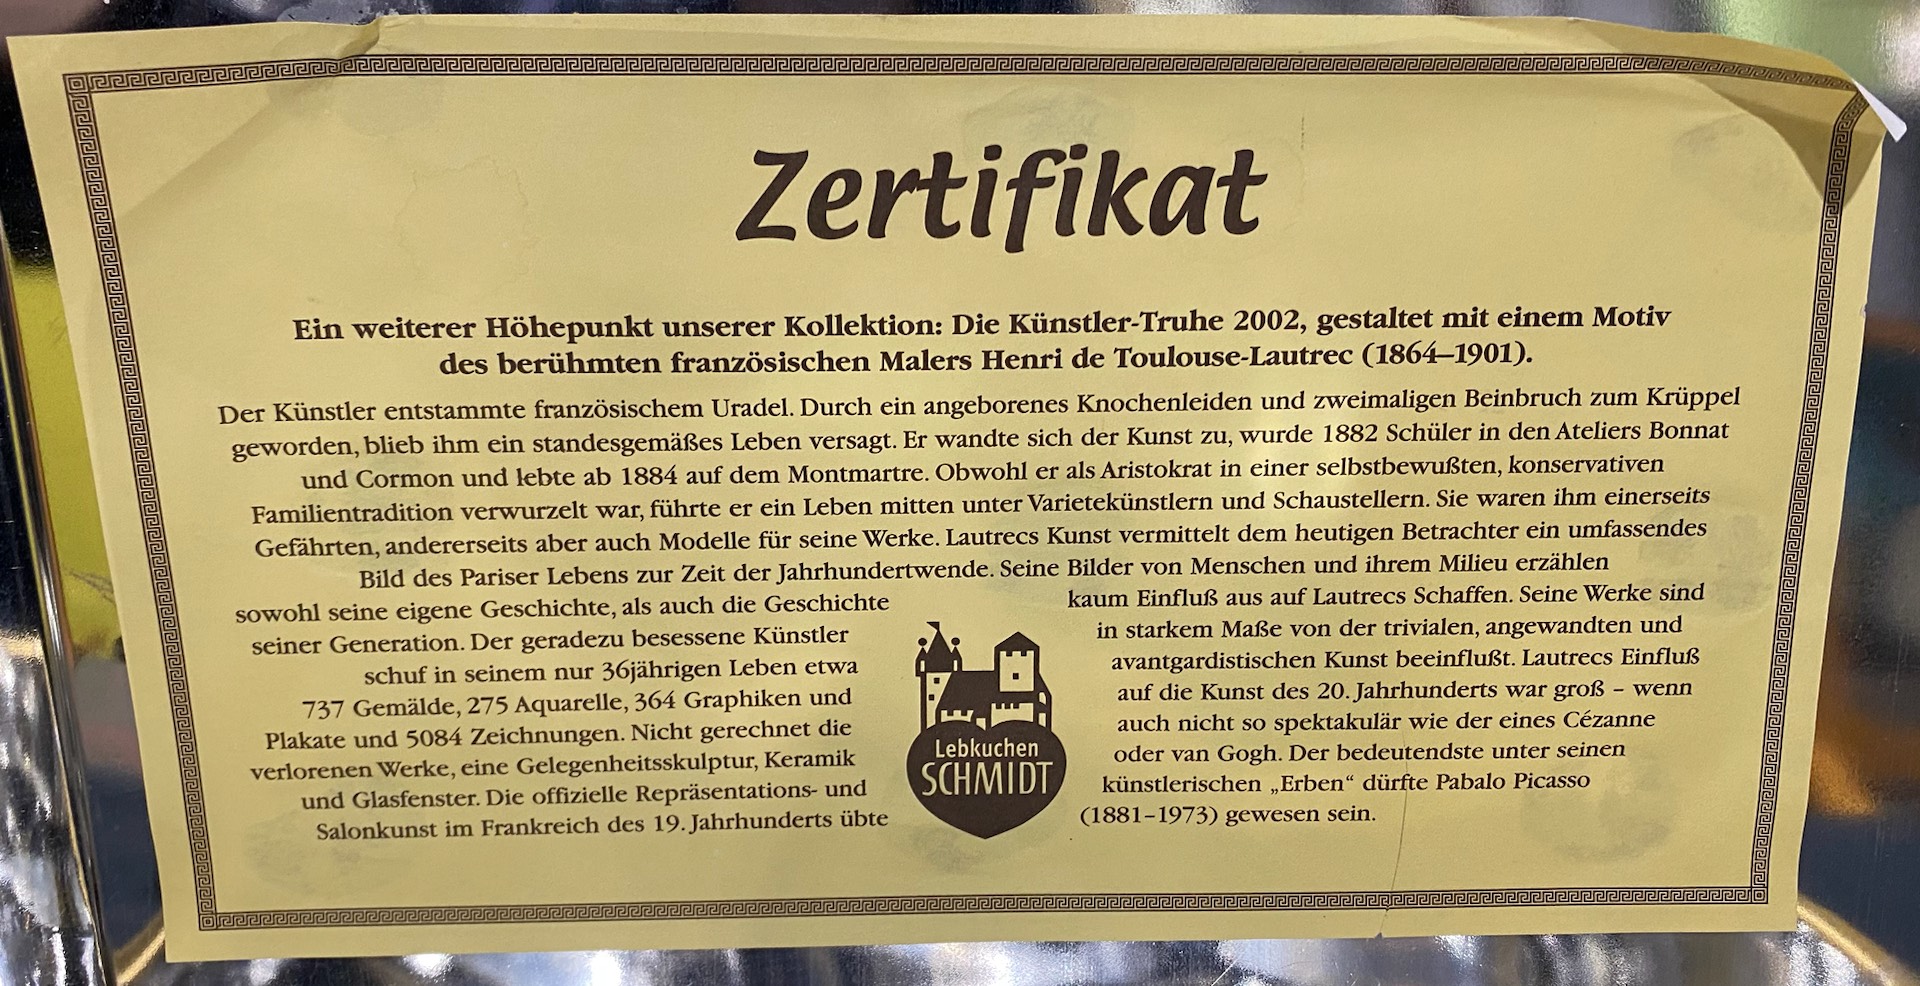 Zertifikat
Ein weiterer Höhepunkt unserer Kollektion: Die Künstler-Truhe 2002, gestaltet mit einem Motiv
des berühmten französischen Malers Henri de Toulouse-Lautrec (1864–1901).
Der Künstler entstammte französischem Uradel. Durch ein angeborenes Knochenleiden und zweimaligen Beinbruch zum Krüppel
geworden, blieb ihm ein standesgemäßes Leben versagt. Er wandte sich der Kunst zu, wurde 1882 Schüler in den Ateliers Bonnat
und Cormon und lebte ab 1884 auf dem Montmartre. Obwohl er als Aristokrat in einer selbstbewußten, konservativen
Familientradition verwurzelt war, führte er ein Leben mitten unter Varietekünstlern und Schaustellern. Sie waren ihm einerseits
Gefährten, andererseits aber auch Modelle für seine Werke. Lautrecs Kunst vermittelt dem heutigen Betrachter ein umfassendes
Bild des Pariser Lebens zur Zeit der Jahrhundertwende. Seine Bilder von Menschen und ihrem Milieu erzählen
sowohl seine eigene Geschichte, als auch die Geschichte
seiner Generation. Der geradezu besessene Künstler
schuf in seinem nur 36jährigen Leben etwa
737 Gemälde, 275 Aquarelle, 364 Graphiken und
Plakate und 5084 Zeichnungen. Nicht gerechnet die
verlorenen Werke, eine Gelegenheitsskulptur, Keramik
und Glasfenster. Die offizielle Repräsentations- und
Salonkunst im Frankreich des 19. Jahrhunderts übte
kaum Einfluß aus auf Lautrecs Schaffen. Seine Werke sind
in starkem Maße von der trivialen, angewandten und
avantgardistischen Kunst beeinflußt. Lautrecs Einfluß
auf die Kunst des 20. Jahrhunderts war groß – wenn
auch nicht so spektakulär wie der eines Cézanne
oder van Gogh. Der bedeutendste unter seinen
künstlerischen „Erben“ dürfte Pabalo Picasso
(1881–1973) gewesen sein.
Lebkuchen
SCHMIDT